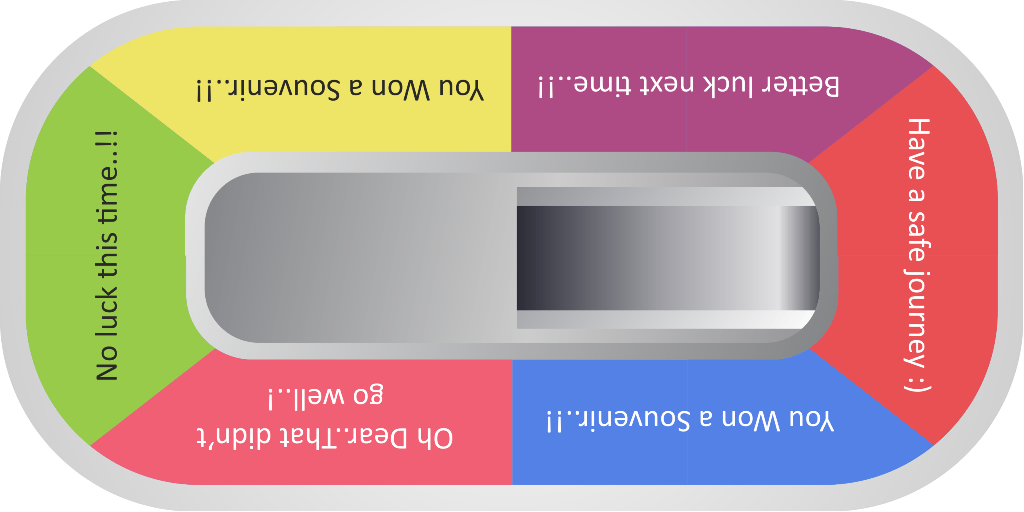 You Won a Souvenir..!!
Better luck next time..!!
No luck this time..!!
Have a safe journey :)
Oh Dear..That didn't
go well..!
You Won a Souvenir..!!